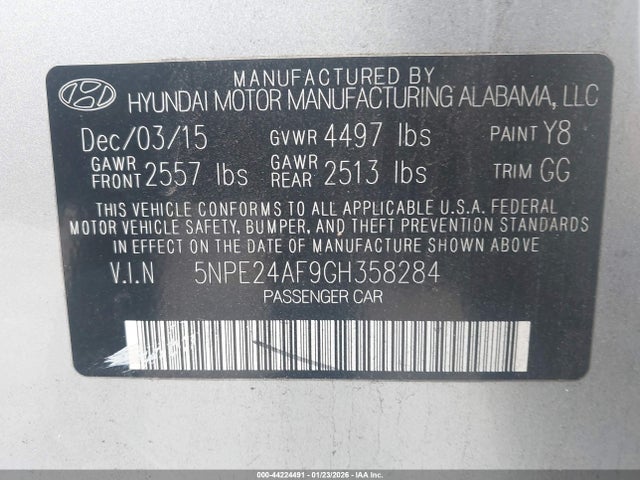 MANUFACTURED BY
HYUNDAI MOTOR MANUFACTURING ALABAMA, LLC
Dec/03/15 GVWR 4497 lbs PAINT Y8
GAWR FRONT 2557 lbs GAWR REAR 2513 lbs TRIM GG
THIS VEHICLE CONFORMS TO ALL APPLICABLE U.S.A. FEDERAL
MOTOR VEHICLE SAFETY, BUMPER, AND THEFT PREVENTION STANDARDS
IN EFFECT ON THE DATE OF MANUFACTURE SHOWN ABOVE
V.I.N 5NPE24AF9GH358284
PASSENGER CAR
000-44224491 - 01/23/2026 - IAAI.COM